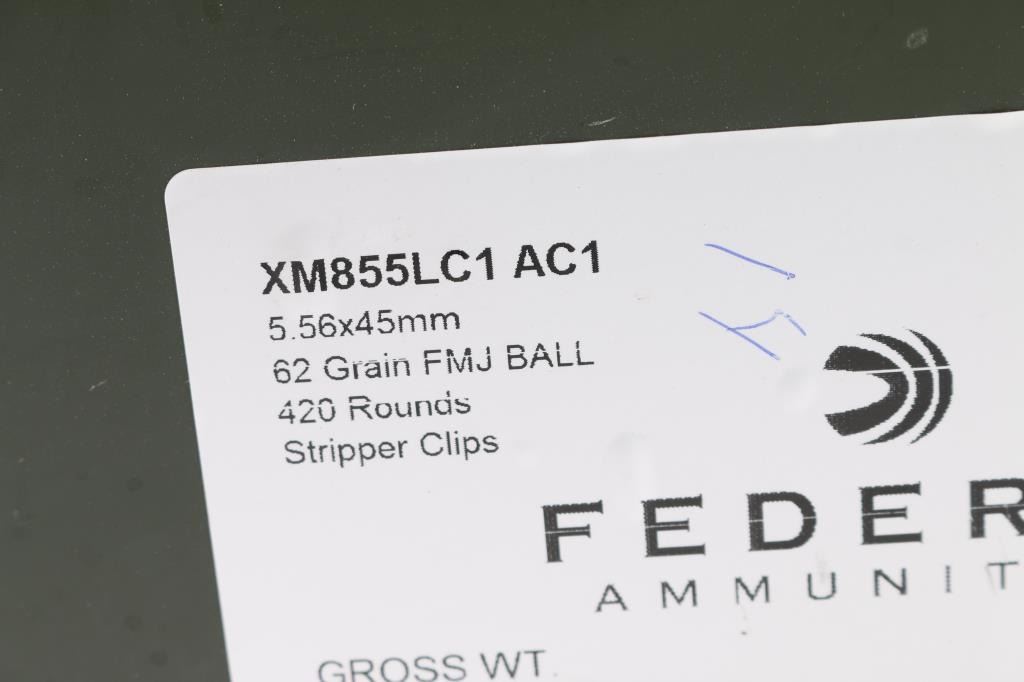 XM855LC1 AC1
5.56x45mm
62 Grain FMJ BALL
420 Rounds
Stripper Clips
FEDER
AMMUNIT
GROSS WT.